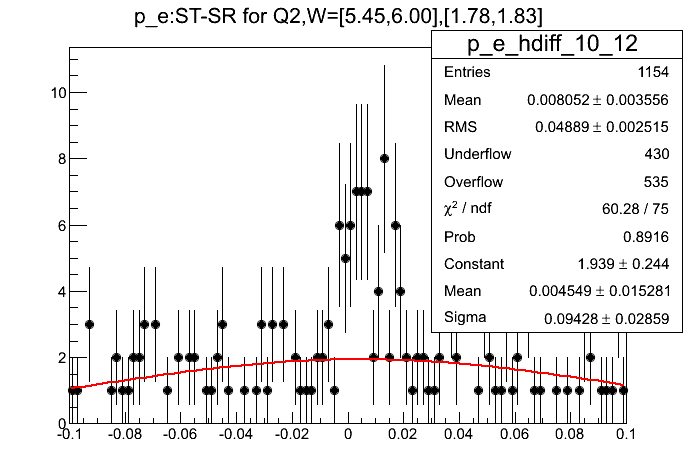 p_e:ST-SR for Q2,W=[5.45,6.00],[1.78,1.83]
p_e_hdiff_10_12
Entries 1154
Mean 0.008052 ± 0.003556
RMS 0.04889 ± 0.002515
Underflow 430
Overflow 535
χ² / ndf 60.28 / 75
Prob 0.8916
Constant 1.939 ± 0.244
Mean 0.004549 ± 0.015281
Sigma 0.09428 ± 0.02859
10
8
6
4
2
0
-0.1 -0.08 -0.06 -0.04 -0.02 0 0.02 0.04 0.06 0.08 0.1